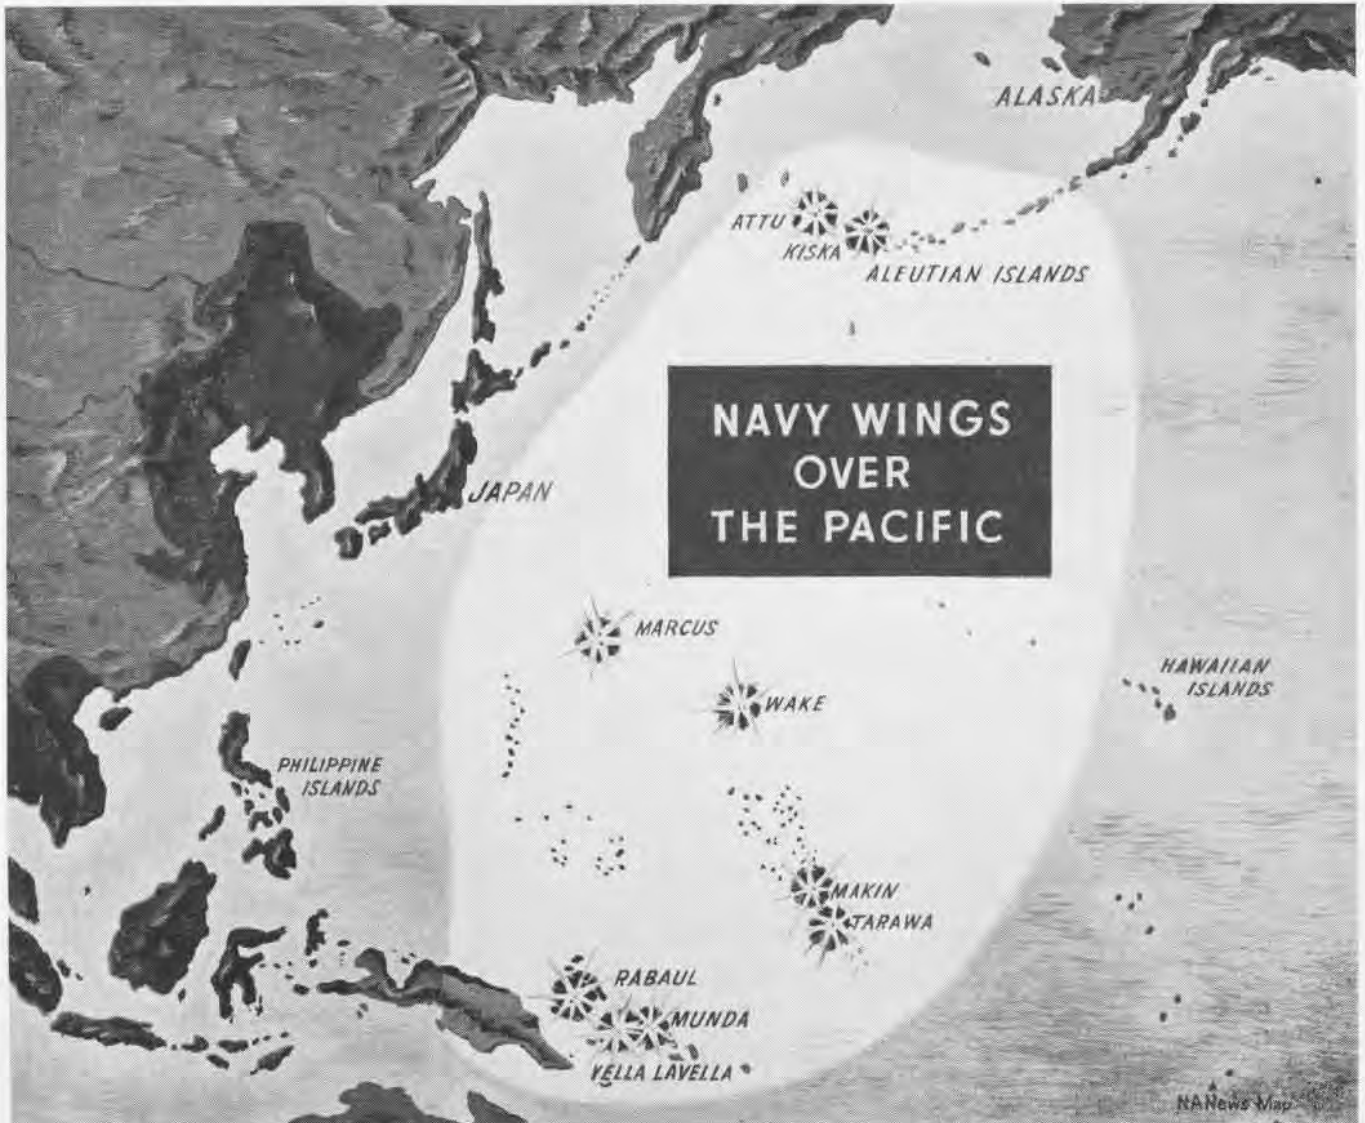 ALASKA
ATTU
KISKA
ALEUTIAN ISLANDS
NAVY WINGS
OVER
THE PACIFIC
JAPAN
MARCUS
HAWAIIAN
ISLANDS
WAKE
PHILIPPINE
ISLANDS
MAKIN
TARAWA
RABAUL
MUNDA
VELLA LAVELLA
NANews Map